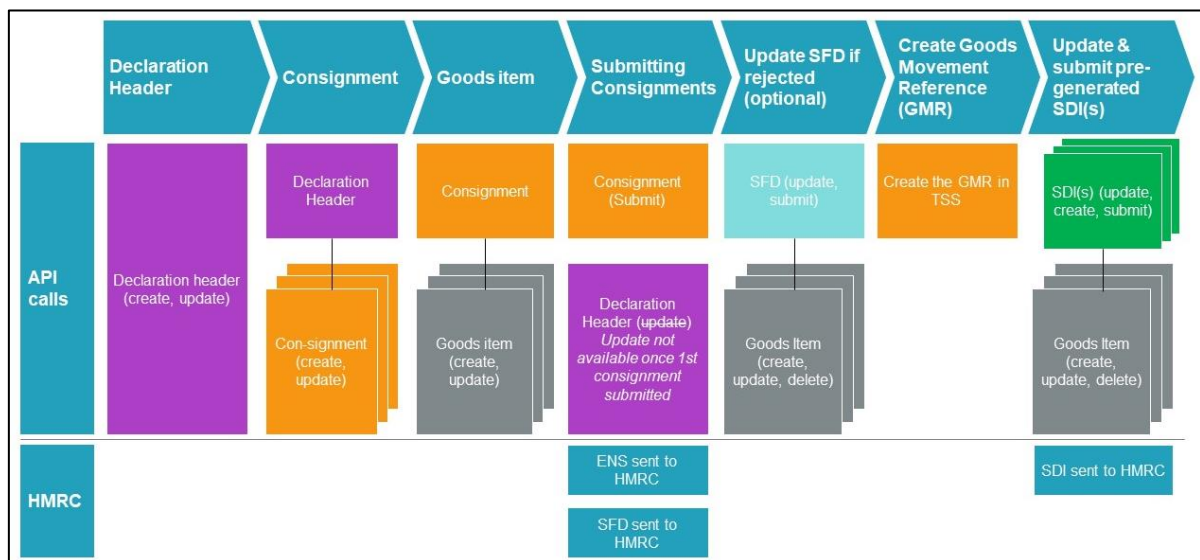 Declaration
Header
Consignment
Goods item
Submitting
Consignments
Update SFD if
rejected
(optional)
Create Goods
Movement
Reference
(GMR)
Update &
submit pre-
generated
SDI(s)
API
calls
Declaration header
(create, update)
Declaration
Header
Con-signment
(create,
update)
Consignment
Goods item
(create,
update)
Consignment
(Submit)
Declaration
Header (update)
Update not
available once 1st
consignment
submitted
SFD (update,
submit)
Goods Item
(create,
update, delete)
Create the GMR in
TSS
SDI(s) (update,
create, submit)
Goods Item
(create,
update, delete)
HMRC
ENS sent to
HMRC
SFD sent to
HMRC
SDI sent to HMRC